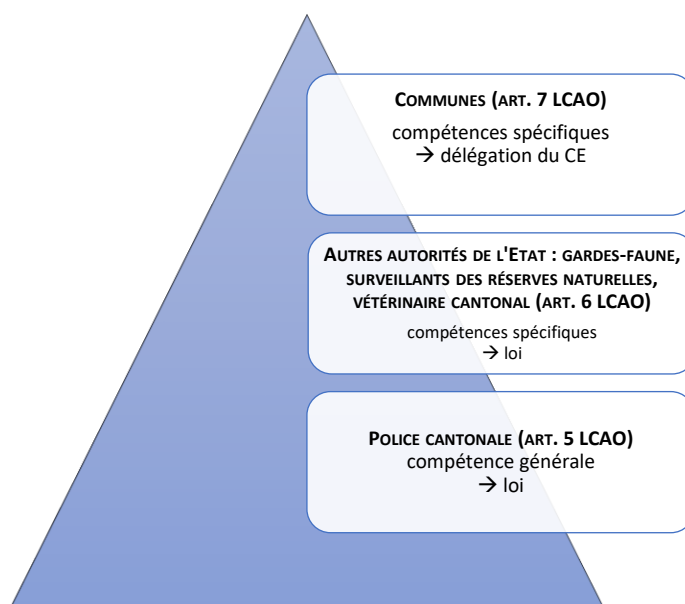 COMMUNES (ART. 7 LCAO)
compétences spécifiques
→ délégation du CE
AUTRES AUTORITÉS DE L'ETAT : GARDES-FAUNE,
SURVEILLANTS DES RÉSERVES NATURELLES,
VÉTÉRINAIRE CANTONAL (ART. 6 LCAO)
compétences spécifiques
→ loi
POLICE CANTONALE (ART. 5 LCAO)
compétence générale
→ loi